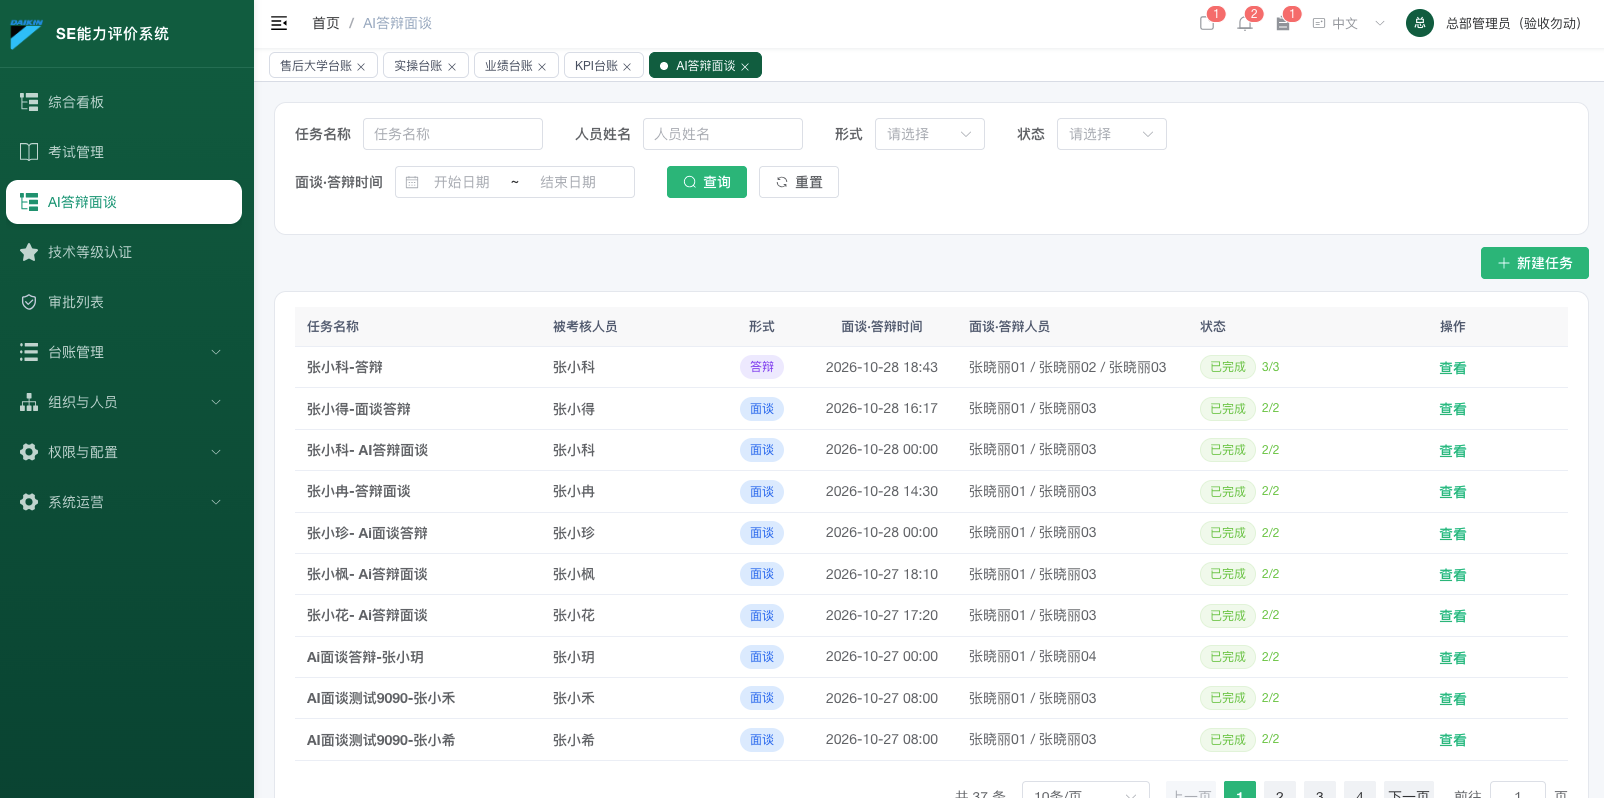 DAIKIN
SE能力评价系统
首页 / AI答辩面谈
1
2
1
中文
总
总部管理员（验收勿动）
售后大学台账
实操台账
业绩台账
KPI台账
AI答辩面谈
综合看板
考试管理
AI答辩面谈
技术等级认证
审批列表
台账管理
组织与人员
权限与配置
系统运营
任务名称 任务名称 人员姓名 人员姓名 形式 请选择 状态 请选择
面谈·答辩时间 开始日期 ~ 结束日期 查询 重置
新建任务
任务名称 被考核人员 形式 面谈·答辩时间 面谈·答辩人员 状态 操作
张小科-答辩 张小科 答辩 2026-10-28 18:43 张晓丽01 / 张晓丽02 / 张晓丽03 已完成 3/3 查看
张小得-面谈答辩 张小得 面谈 2026-10-28 16:17 张晓丽01 / 张晓丽03 已完成 2/2 查看
张小科- AI答辩面谈 张小科 面谈 2026-10-28 00:00 张晓丽01 / 张晓丽03 已完成 2/2 查看
张小冉-答辩面谈 张小冉 面谈 2026-10-28 14:30 张晓丽01 / 张晓丽03 已完成 2/2 查看
张小珍- Ai面谈答辩 张小珍 面谈 2026-10-28 00:00 张晓丽01 / 张晓丽03 已完成 2/2 查看
张小枫- Ai答辩面谈 张小枫 面谈 2026-10-27 18:10 张晓丽01 / 张晓丽03 已完成 2/2 查看
张小花- Ai答辩面谈 张小花 面谈 2026-10-27 17:20 张晓丽01 / 张晓丽03 已完成 2/2 查看
Ai面谈答辩-张小玥 张小玥 面谈 2026-10-27 00:00 张晓丽01 / 张晓丽04 已完成 2/2 查看
AI面谈测试9090-张小禾 张小禾 面谈 2026-10-27 08:00 张晓丽01 / 张晓丽03 已完成 2/2 查看
AI面谈测试9090-张小希 张小希 面谈 2026-10-27 08:00 张晓丽01 / 张晓丽03 已完成 2/2 查看
共 37 条 10条/页 上一页 1 2 3 4 下一页 前往 1 页